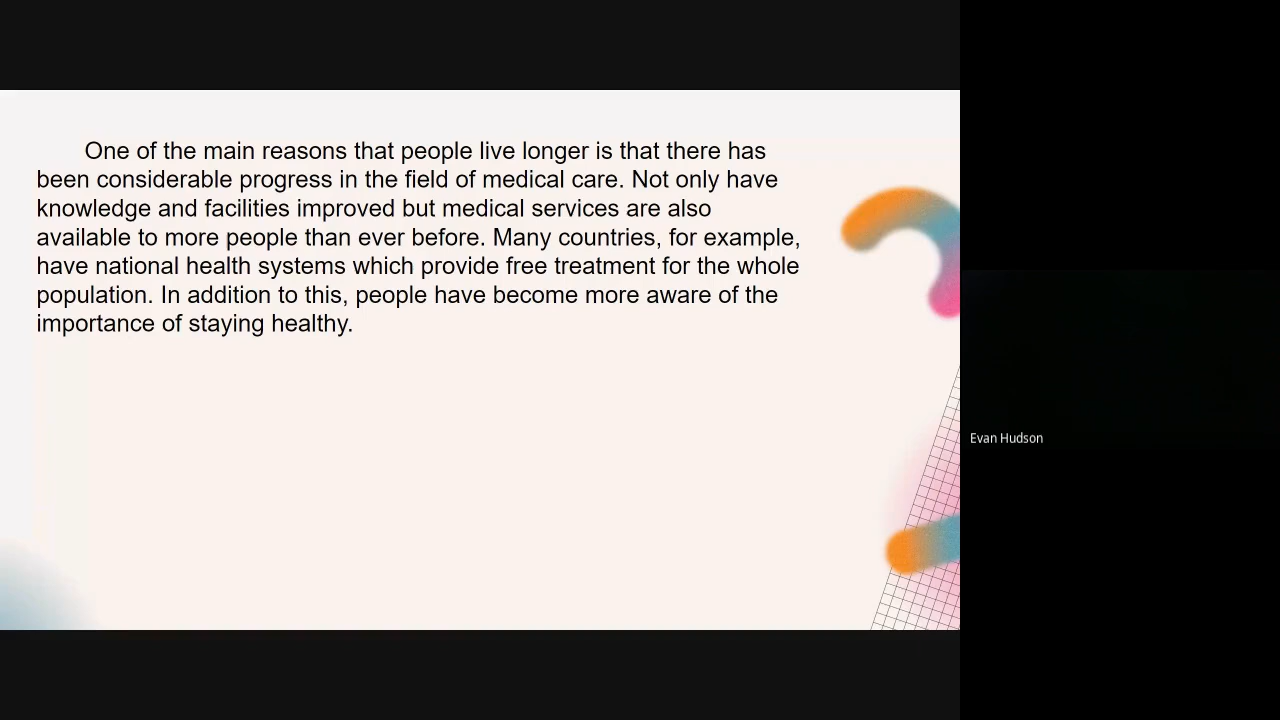 One of the main reasons that people live longer is that there has
been considerable progress in the field of medical care. Not only have
knowledge and facilities improved but medical services are also
available to more people than ever before. Many countries, for example,
have national health systems which provide free treatment for the whole
population. In addition to this, people have become more aware of the
importance of staying healthy.
Evan Hudson